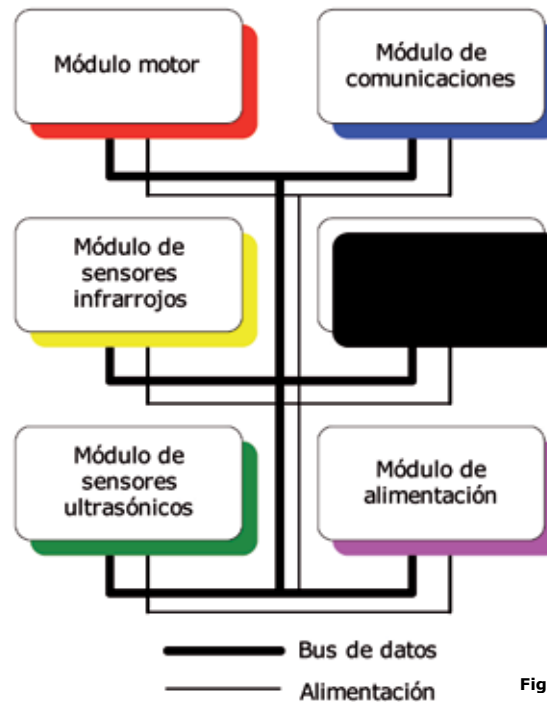 Módulo motor
Módulo de
comunicaciones
Módulo de
sensores
infrarrojos
Módulo de
sensores
ultrasónicos
Módulo de
alimentación
Bus de datos
Alimentación
Fig